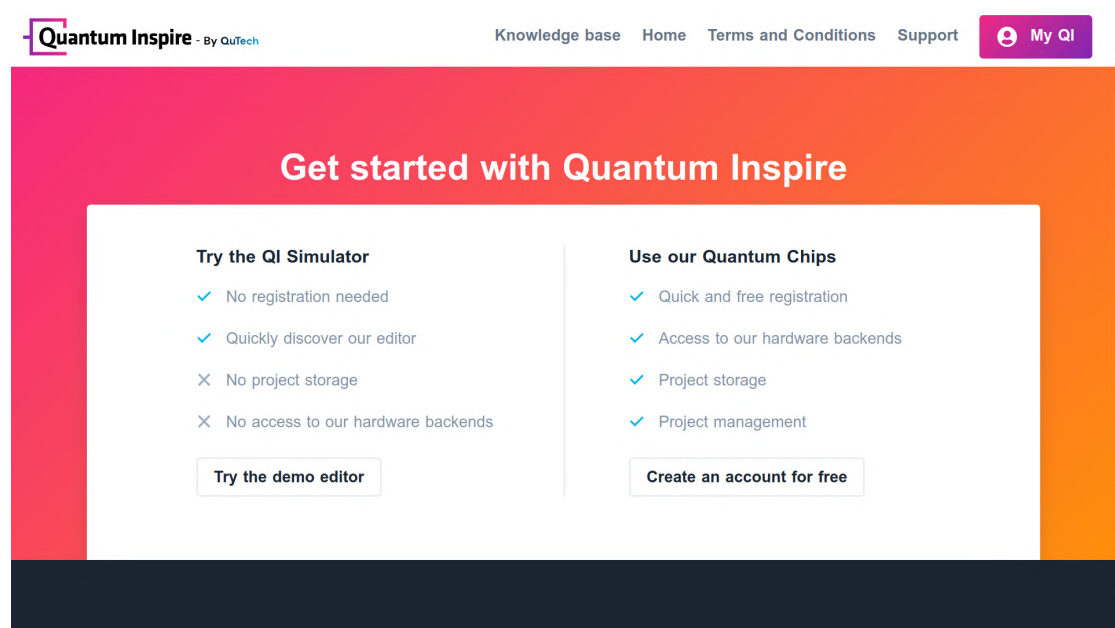 Quantum Inspire - By QuTech
Knowledge base Home Terms and Conditions Support My QI
Get started with Quantum Inspire
Try the QI Simulator
No registration needed
Quickly discover our editor
No project storage
No access to our hardware backends
Try the demo editor
Use our Quantum Chips
Quick and free registration
Access to our hardware backends
Project storage
Project management
Create an account for free